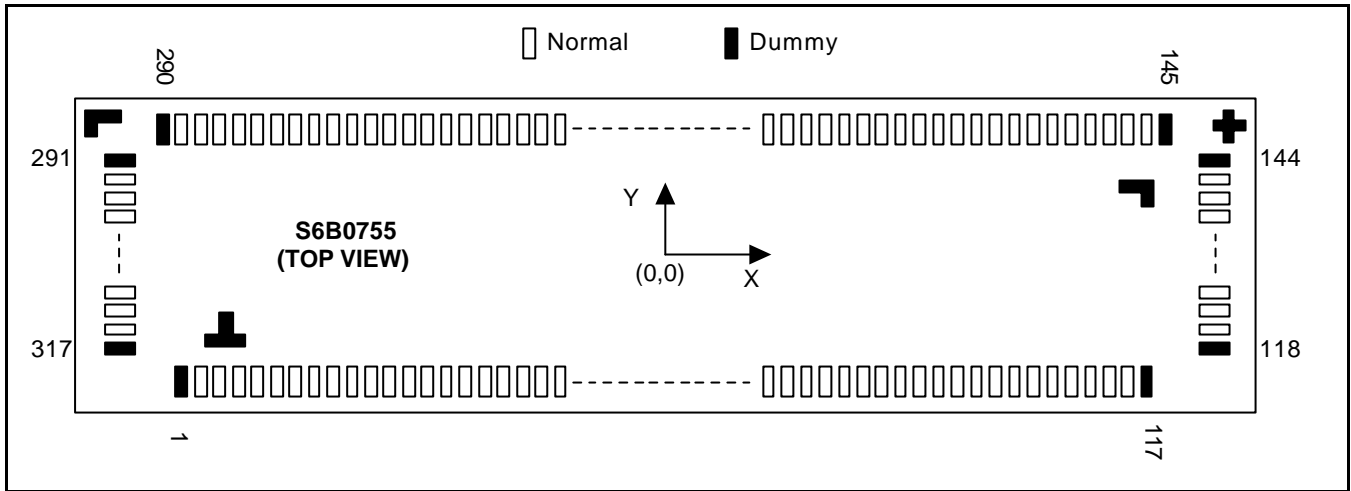 Normal
Dummy
290
145
291
144
Y
S6B0755
(TOP VIEW)
(0,0)
X
317
118
1
117